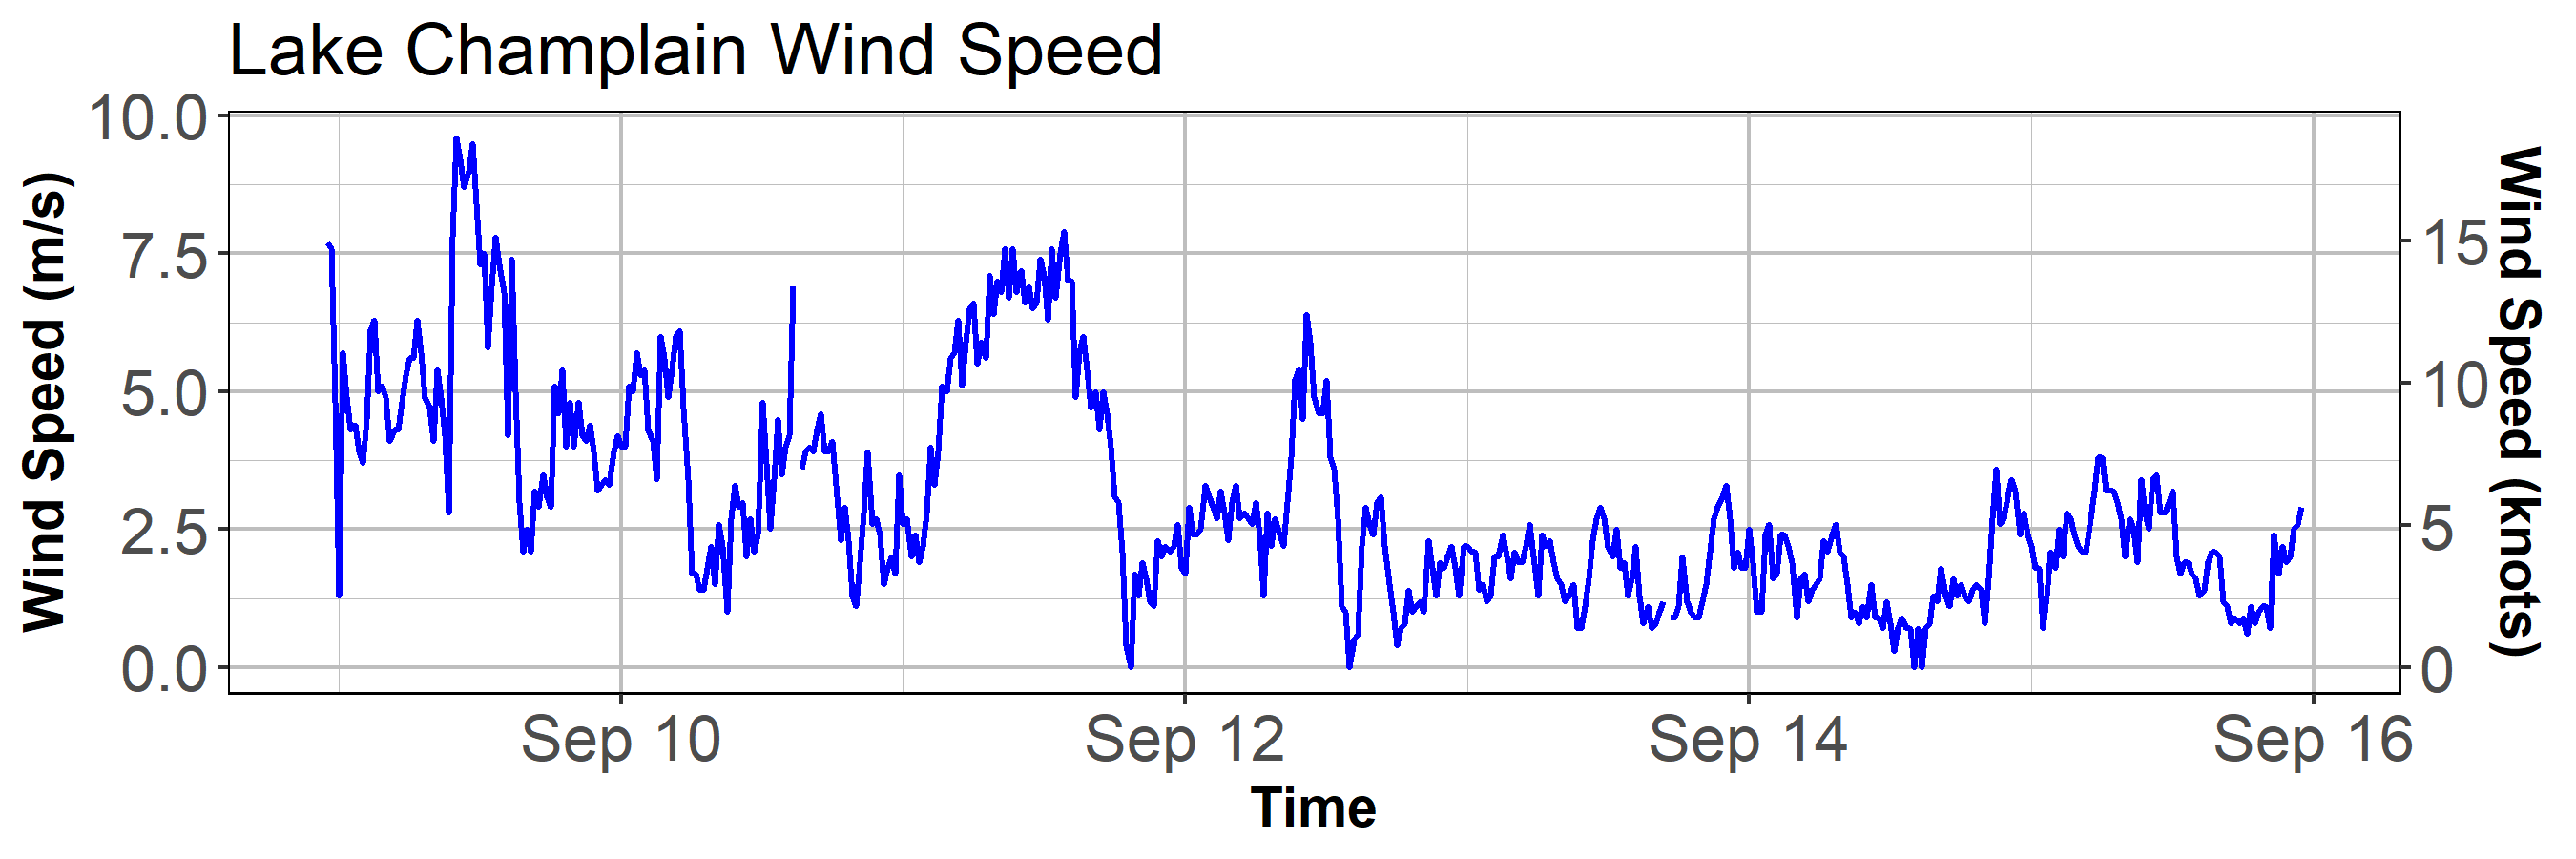 Lake Champlain Wind Speed
Wind Speed (m/s)
10.0
7.5
5.0
2.5
0.0
Wind Speed (knots)
15
10
5
0
Sep 10
Sep 12
Sep 14
Sep 16
Time